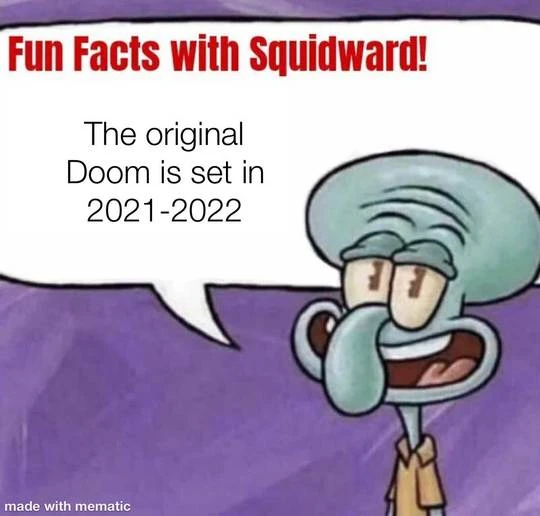 Fun Facts with Squidward!
The original
Doom is set in
2021-2022
made with mematic